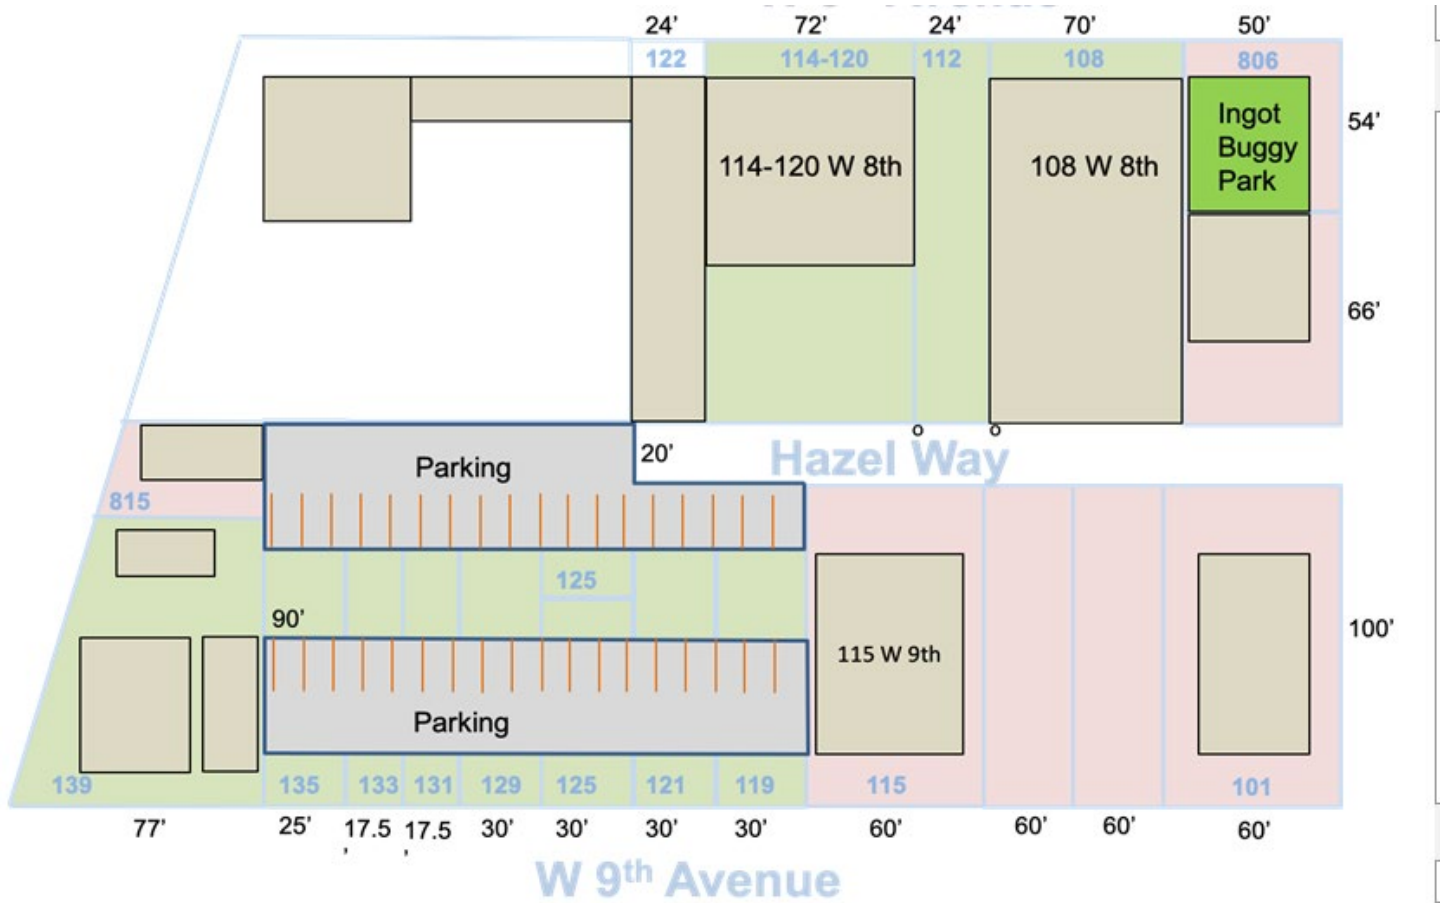 24’ 72’ 24’ 70’ 50’
122 114-120 112 108 806
Ingot
Buggy
Park
54’
114-120 W 8th 108 W 8th
66’
o o
20’ Hazel Way
Parking
815
125
90’
100’
115 W 9th
Parking
139 135 133 131 129 125 121 119 115 101
77’ 25’ 17.5’ 17.5’ 30’ 30’ 30’ 30’ 60’ 60’ 60’ 60’
W 9th Avenue